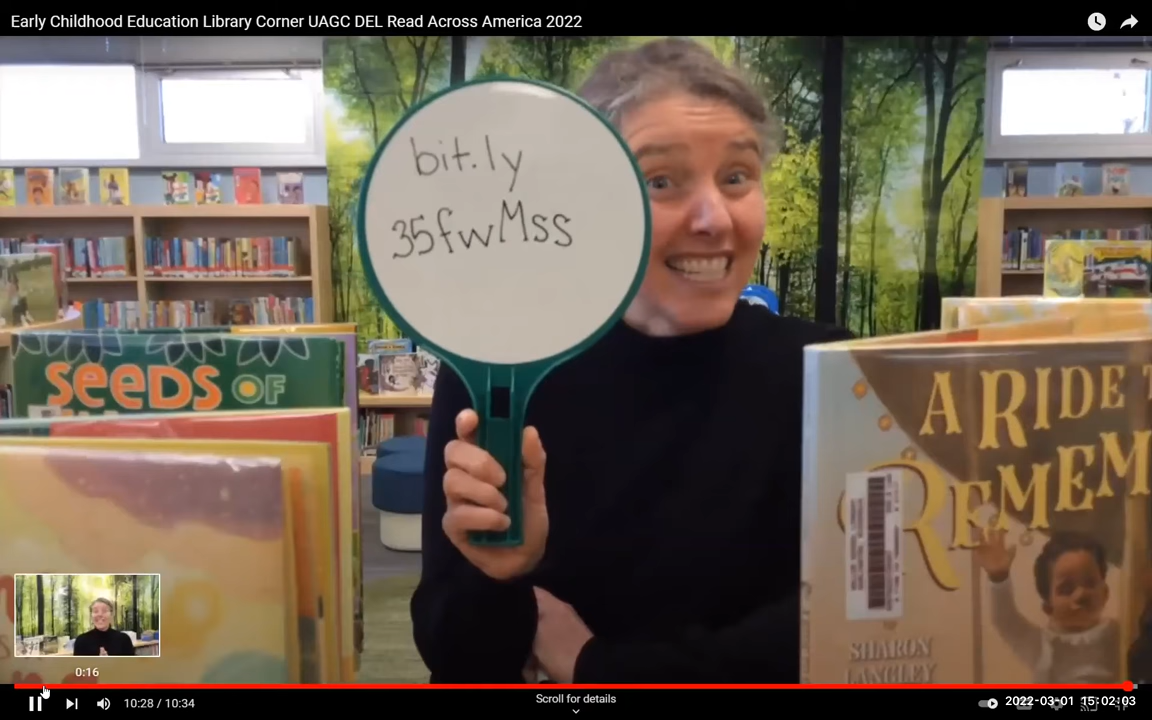 Early Childhood Education Library Corner UAGC DEL Read Across America 2022
bit.ly
35fwMss
SEEDS OF
A RIDE
REMEM
SHARON
LANGLEY
0:16
10:28 / 10:34
Scroll for details
2022-03-01 15:02:03